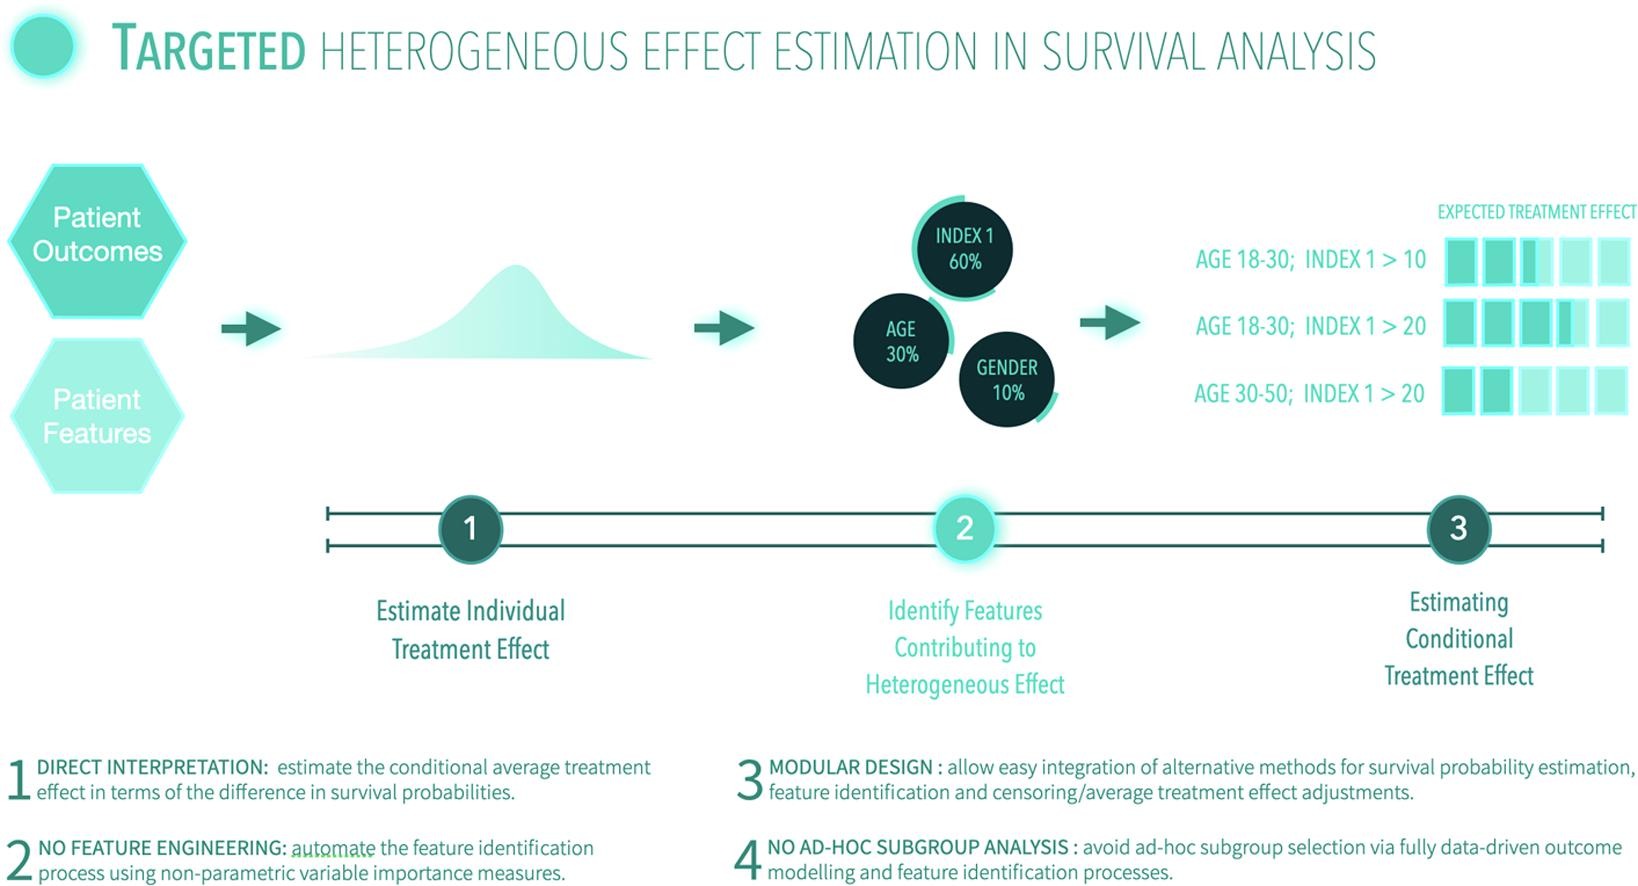 TARGETED HETEROGENEOUS EFFECT ESTIMATION IN SURVIVAL ANALYSIS
Patient
Outcomes
Patient
Features
INDEX 1
60%
AGE
30%
GENDER
10%
EXPECTED TREATMENT EFFECT
AGE 18-30; INDEX 1 > 10
AGE 18-30; INDEX 1 > 20
AGE 30-50; INDEX 1 > 20
1
2
3
Estimate Individual
Treatment Effect
Identify Features
Contributing to
Heterogeneous Effect
Estimating
Conditional
Treatment Effect
1 DIRECT INTERPRETATION: estimate the conditional average treatment
effect in terms of the difference in survival probabilities.
2 NO FEATURE ENGINEERING: automate the feature identification
process using non-parametric variable importance measures.
3 MODULAR DESIGN : allow easy integration of alternative methods for survival probability estimation,
feature identification and censoring/average treatment effect adjustments.
4 NO AD-HOC SUBGROUP ANALYSIS : avoid ad-hoc subgroup selection via fully data-driven outcome
modelling and feature identification processes.